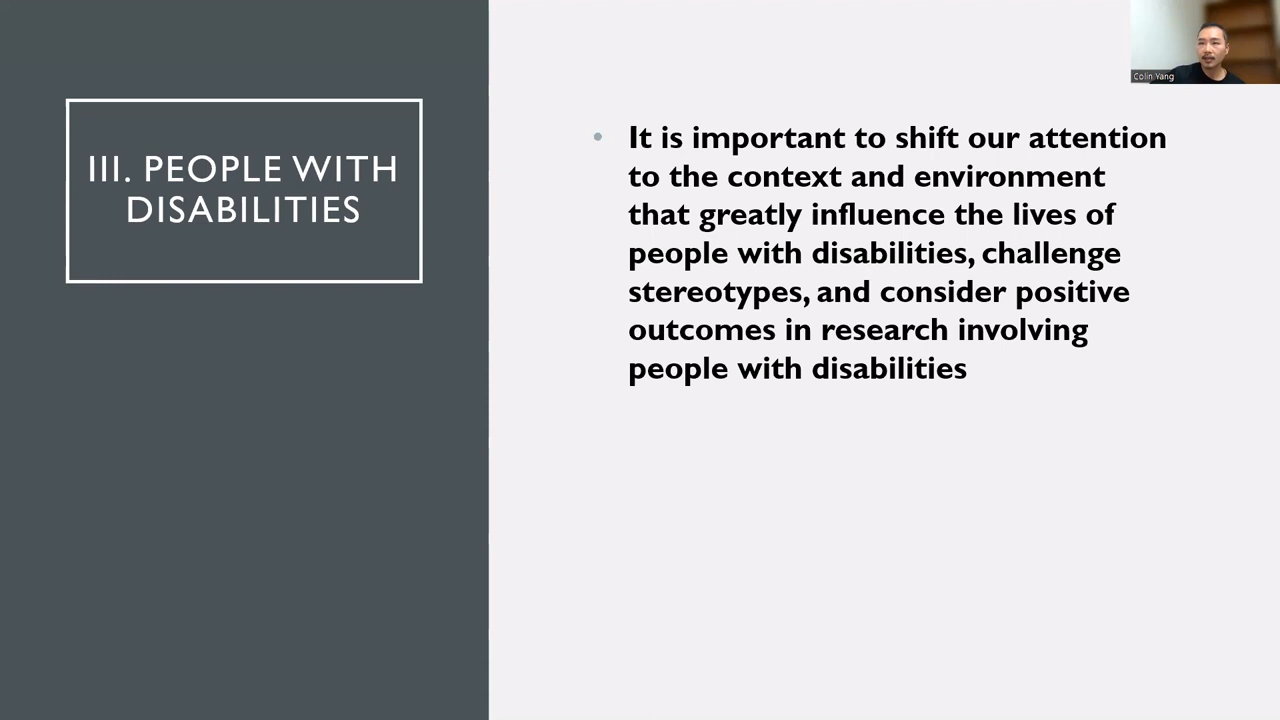 III. PEOPLE WITH
DISABILITIES
• It is important to shift our attention
to the context and environment
that greatly influence the lives of
people with disabilities, challenge
stereotypes, and consider positive
outcomes in research involving
people with disabilities
Colin Yang